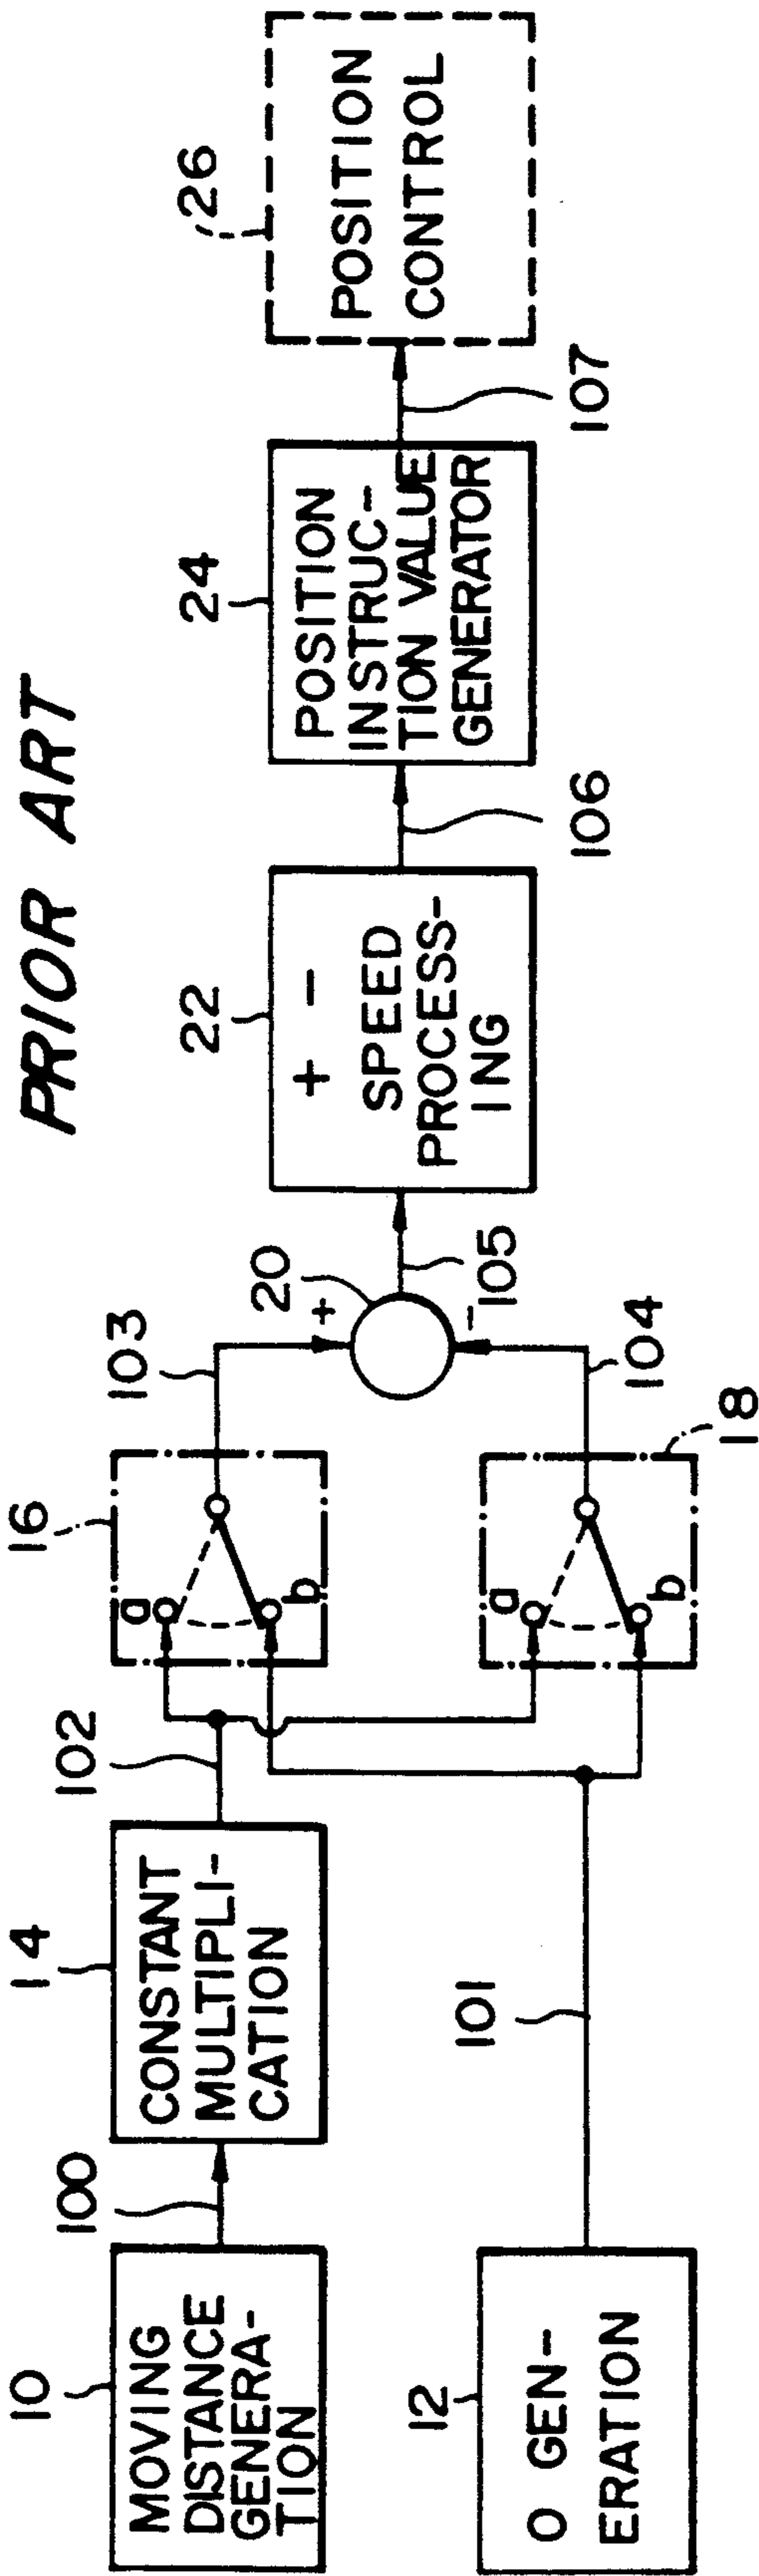 PRIOR ART
10
MOVING
DISTANCE
GENERA-
TION
100
14
CONSTANT
MULTIPLI-
CATION
102
16
a
b
103
12
O GEN-
ERATION
101
18
a
b
104
20
+
-
105
22
+ -
SPEED
PROCESS-
ING
106
24
POSITION
INSTRUC-
TION VALUE
GENERATOR
107
26
POSITION
CONTROL